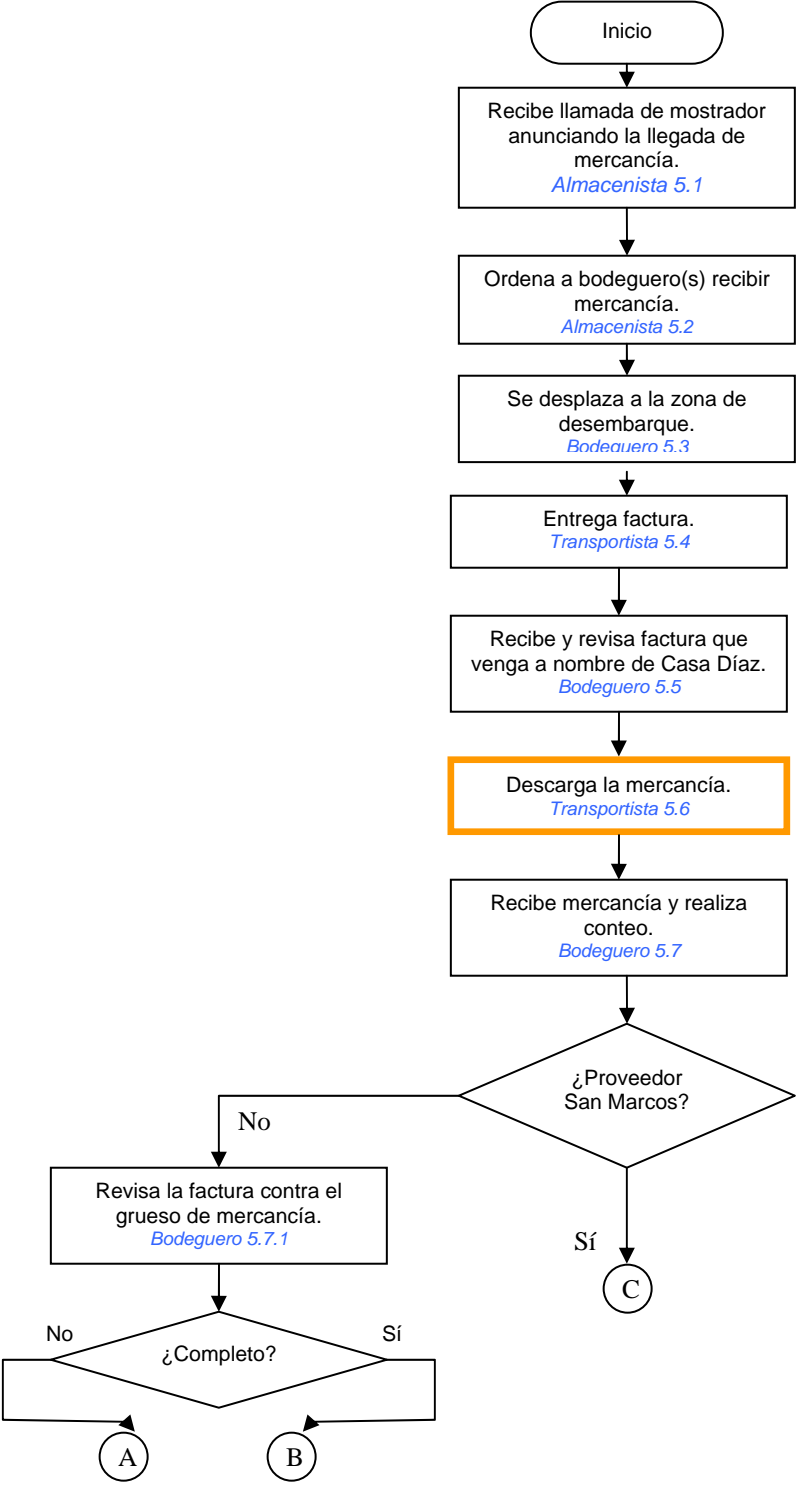 Inicio
Recibe llamada de mostrador
anunciando la llegada de
mercancía.
Almacenista 5.1
Ordena a bodeguero(s) recibir
mercancía.
Almacenista 5.2
Se desplaza a la zona de
desembarque.
Bodeguero 5.3
Entrega factura.
Transportista 5.4
Recibe y revisa factura que
venga a nombre de Casa Díaz.
Bodeguero 5.5
Descarga la mercancía.
Transportista 5.6
Recibe mercancía y realiza
conteo.
Bodeguero 5.7
¿Proveedor
San Marcos?
No
Revisa la factura contra el
grueso de mercancía.
Bodeguero 5.7.1
Sí
C
No
¿Completo?
Sí
A
B